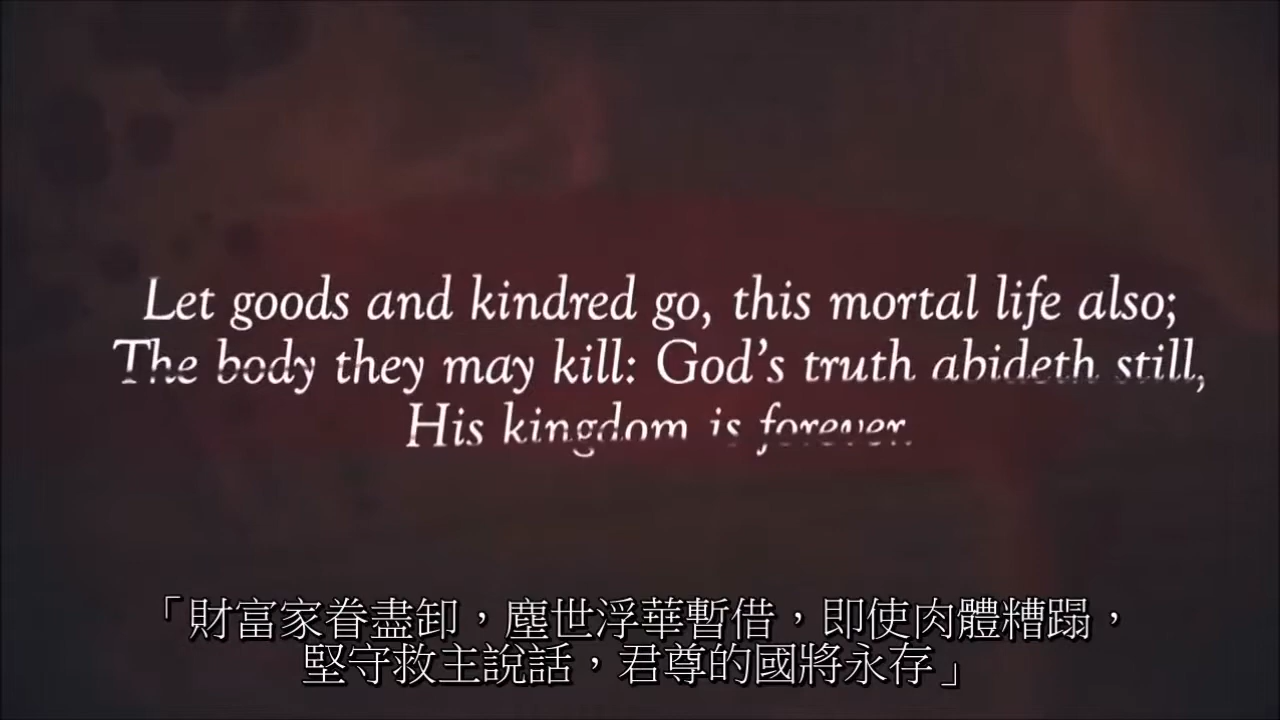 Let goods and kindred go, this mortal life also;
The body they may kill: God’s truth abideth still,
His kingdom is forever.
「財富家眷盡卸，塵世浮華暫借，即使肉體糟蹋，
堅守救主說話，君尊的國將永存」